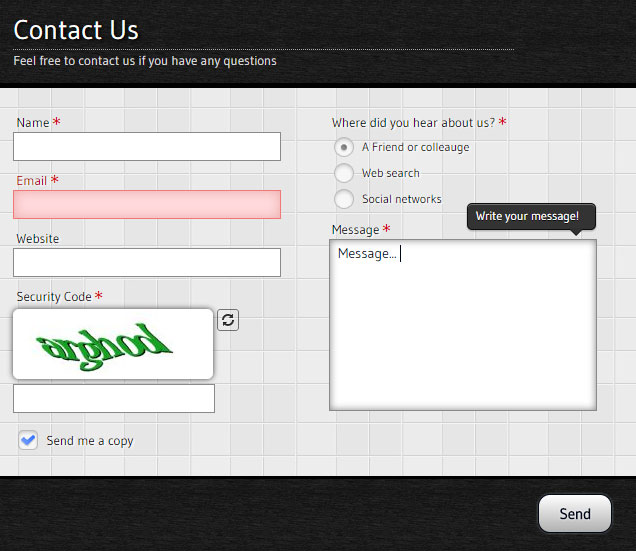 Contact Us
Feel free to contact us if you have any questions
Name *
Email *
Website
Security Code *
Send me a copy
Where did you hear about us? *
A Friend or colleauge
Web search
Social networks
Write your message!
Message *
Message...
Send